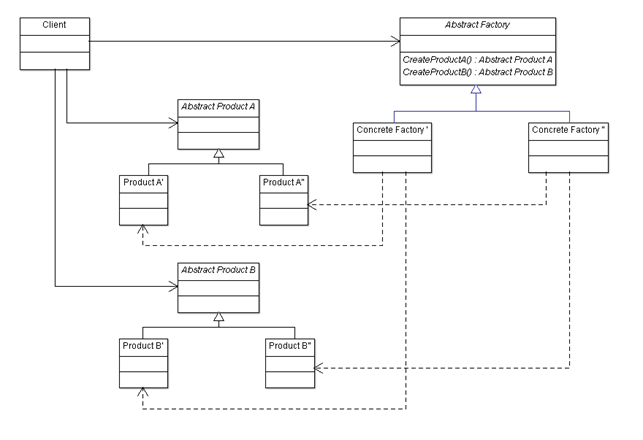 Client
Abstract Factory
CreateProductA() : Abstract Product A
CreateProductB() : Abstract Product B
Abstract Product A
Concrete Factory '
Concrete Factory "
Product A'
Product A"
Abstract Product B
Product B'
Product B"